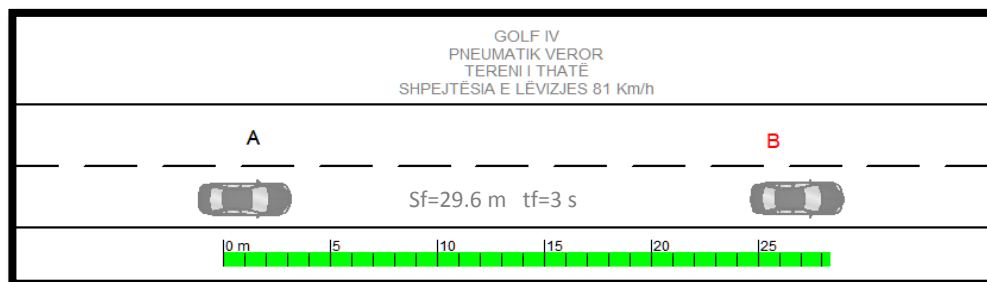 GOLF IV
PNEUMATIK VEROR
TERENI I THATË
SHPEJTËSIA E LËVIZJES 81 Km/h
A
B
Sf=29.6 m tf=3 s
0 m 5 10 15 20 25